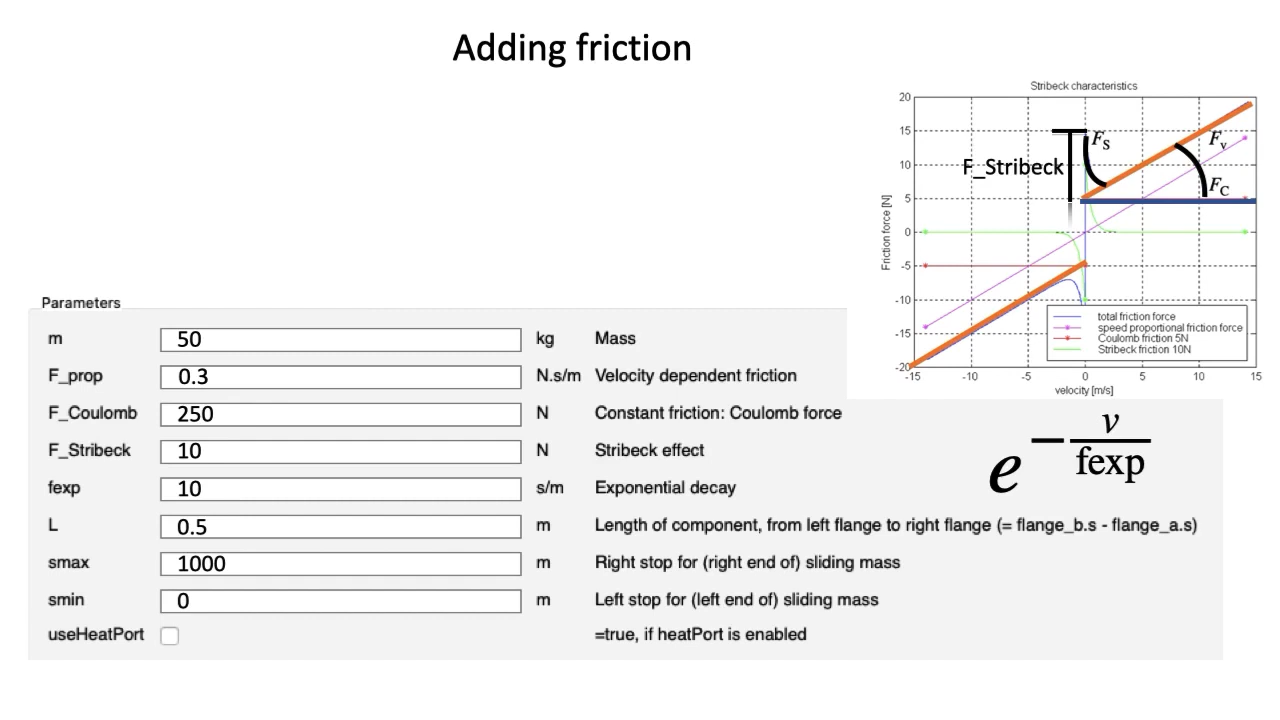 Adding friction
Stribeck characteristics
20
15
10
5
0
-5
-10
-15
-20
Friction force [N]
-15 -10 -5 0 5 10 15
velocity [m/s]
F_Stribeck
Fs
Fv
FC
total friction force
speed proportional friction force
Coulomb friction 5N
Stribeck friction 10N
Parameters
m 50 kg Mass
F_prop 0.3 N.s/m Velocity dependent friction
F_Coulomb 250 N Constant friction: Coulomb force
F_Stribeck 10 N Stribeck effect
fexp 10 s/m Exponential decay
L 0.5 m Length of component, from left flange to right flange (= flange_b.s - flange_a.s)
smax 1000 m Right stop for (right end of) sliding mass
smin 0 m Left stop for (left end of) sliding mass
useHeatPort =true, if heatPort is enabled
e − v
fexp